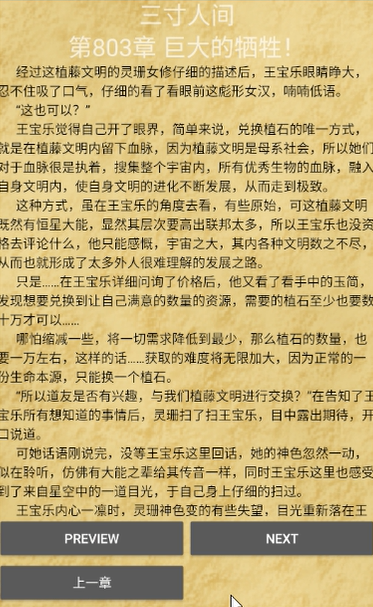 三寸人间
第803章 巨大的牺牲！
经过这植藤文明的灵珊女修仔细的描述后，王宝乐眼睛睁大，
忍不住吸了口气，仔细的看了看眼前这彪形女汉，喃喃低语。
“这也可以？”
王宝乐觉得自己开了眼界，简单来说，兑换植石的唯一方式，
就是在植藤文明内留下血脉，因为植藤文明是母系社会，所以她们
对于血脉很是执着，搜集整个宇宙内，所有优秀生物的血脉，融入
自身文明内，使自身文明的进化不断发展，从而走到极致。
这种方式，虽在王宝乐的角度去看，有些原始，可这植藤文明
既然有恒星大能，显然其层次要高出联邦太多，所以王宝乐也没资
格去评论什么，他只能感慨，宇宙之大，其内各种文明数之不尽，
从而也就形成了太多外人很难理解的发展之路。
只是……在王宝乐详细问询了价格后，他又看了看手中的玉简，
发现想要兑换到让自己满意的数量的资源，需要的植石至少也要数
十万才可以……
哪怕缩减一些，将一切需求降低到最少，那么植石的数量，也
要一万左右，这样的话……获取的难度将无限加大，因为正常的一
份生命本源，只能换一个植石。
“所以道友是否有兴趣，与我们植藤文明进行交换？”在告知了王
宝乐所有想知道的事情后，灵珊扫了扫王宝乐，目中露出期待，开
口说道。
可她话语刚说完，没等王宝乐这里回话，她的神色忽然一动，
似在聆听，仿佛有大能之辈给其传音一样，同时王宝乐这里也感受
到了来自星空中的一道目光，于自己身上仔细的扫过。
王宝乐内心一凛时，灵珊神色变的有些失望，目光重新落在王
PREVIEW
NEXT
上一章